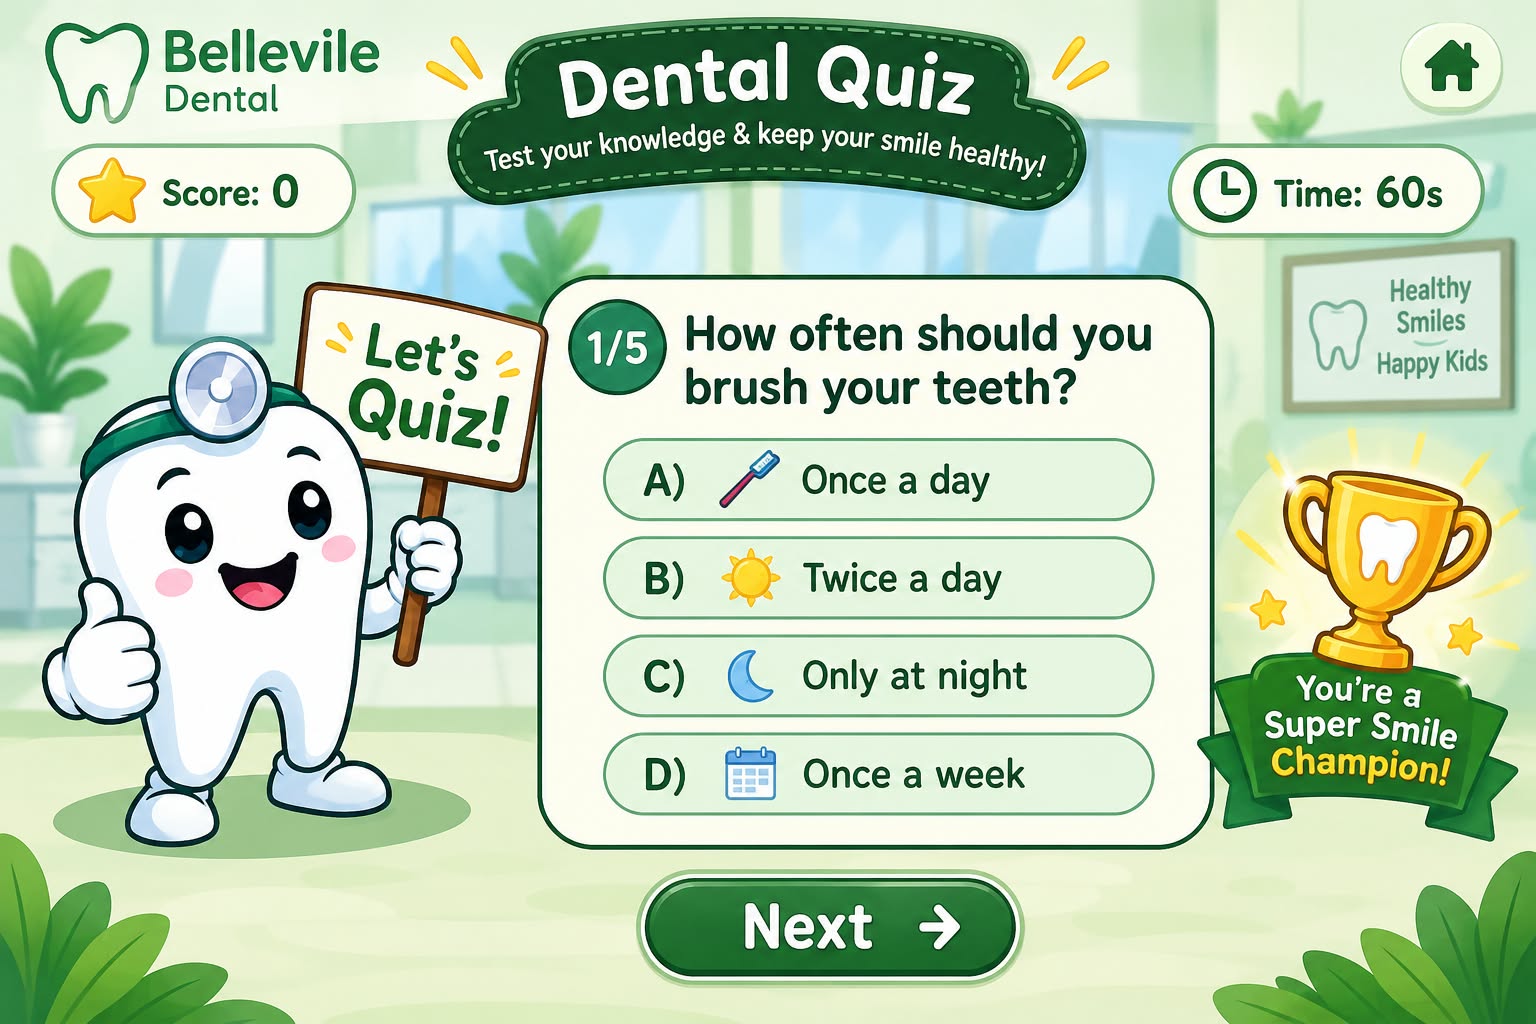 Bellevile
Dental
Dental Quiz
Test your knowledge & keep your smile healthy!
Score: 0
Time: 60s
Let's
Quiz!
1/5
How often should you
brush your teeth?
A) Once a day
B) Twice a day
C) Only at night
D) Once a week
Healthy
Smiles
Happy Kids
You're a
Super Smile
Champion!
Next →